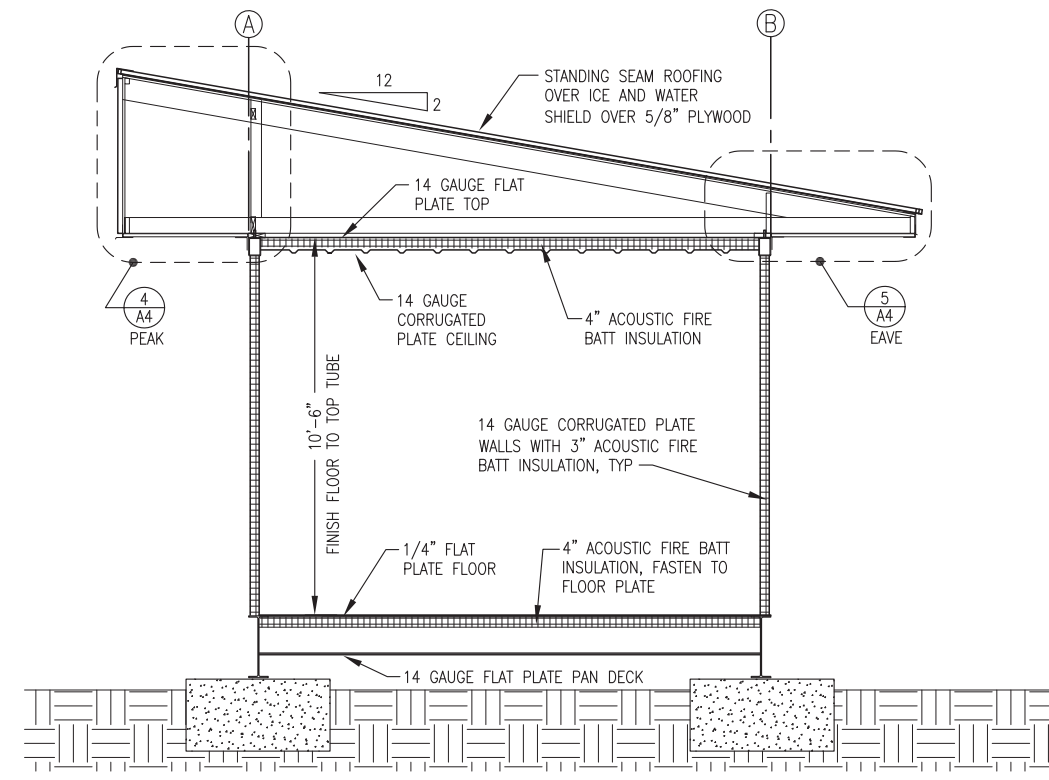 A
B
12
2
STANDING SEAM ROOFING
OVER ICE AND WATER
SHIELD OVER 5/8" PLYWOOD
14 GAUGE FLAT
PLATE TOP
4
A4
PEAK
14 GAUGE
CORRUGATED
PLATE CEILING
4" ACOUSTIC FIRE
BATT INSULATION
5
A4
EAVE
10'-6"
FINISH FLOOR TO TOP TUBE
14 GAUGE CORRUGATED PLATE
WALLS WITH 3" ACOUSTIC FIRE
BATT INSULATION, TYP
1/4" FLAT
PLATE FLOOR
4" ACOUSTIC FIRE BATT
INSULATION, FASTEN TO
FLOOR PLATE
14 GAUGE FLAT PLATE PAN DECK